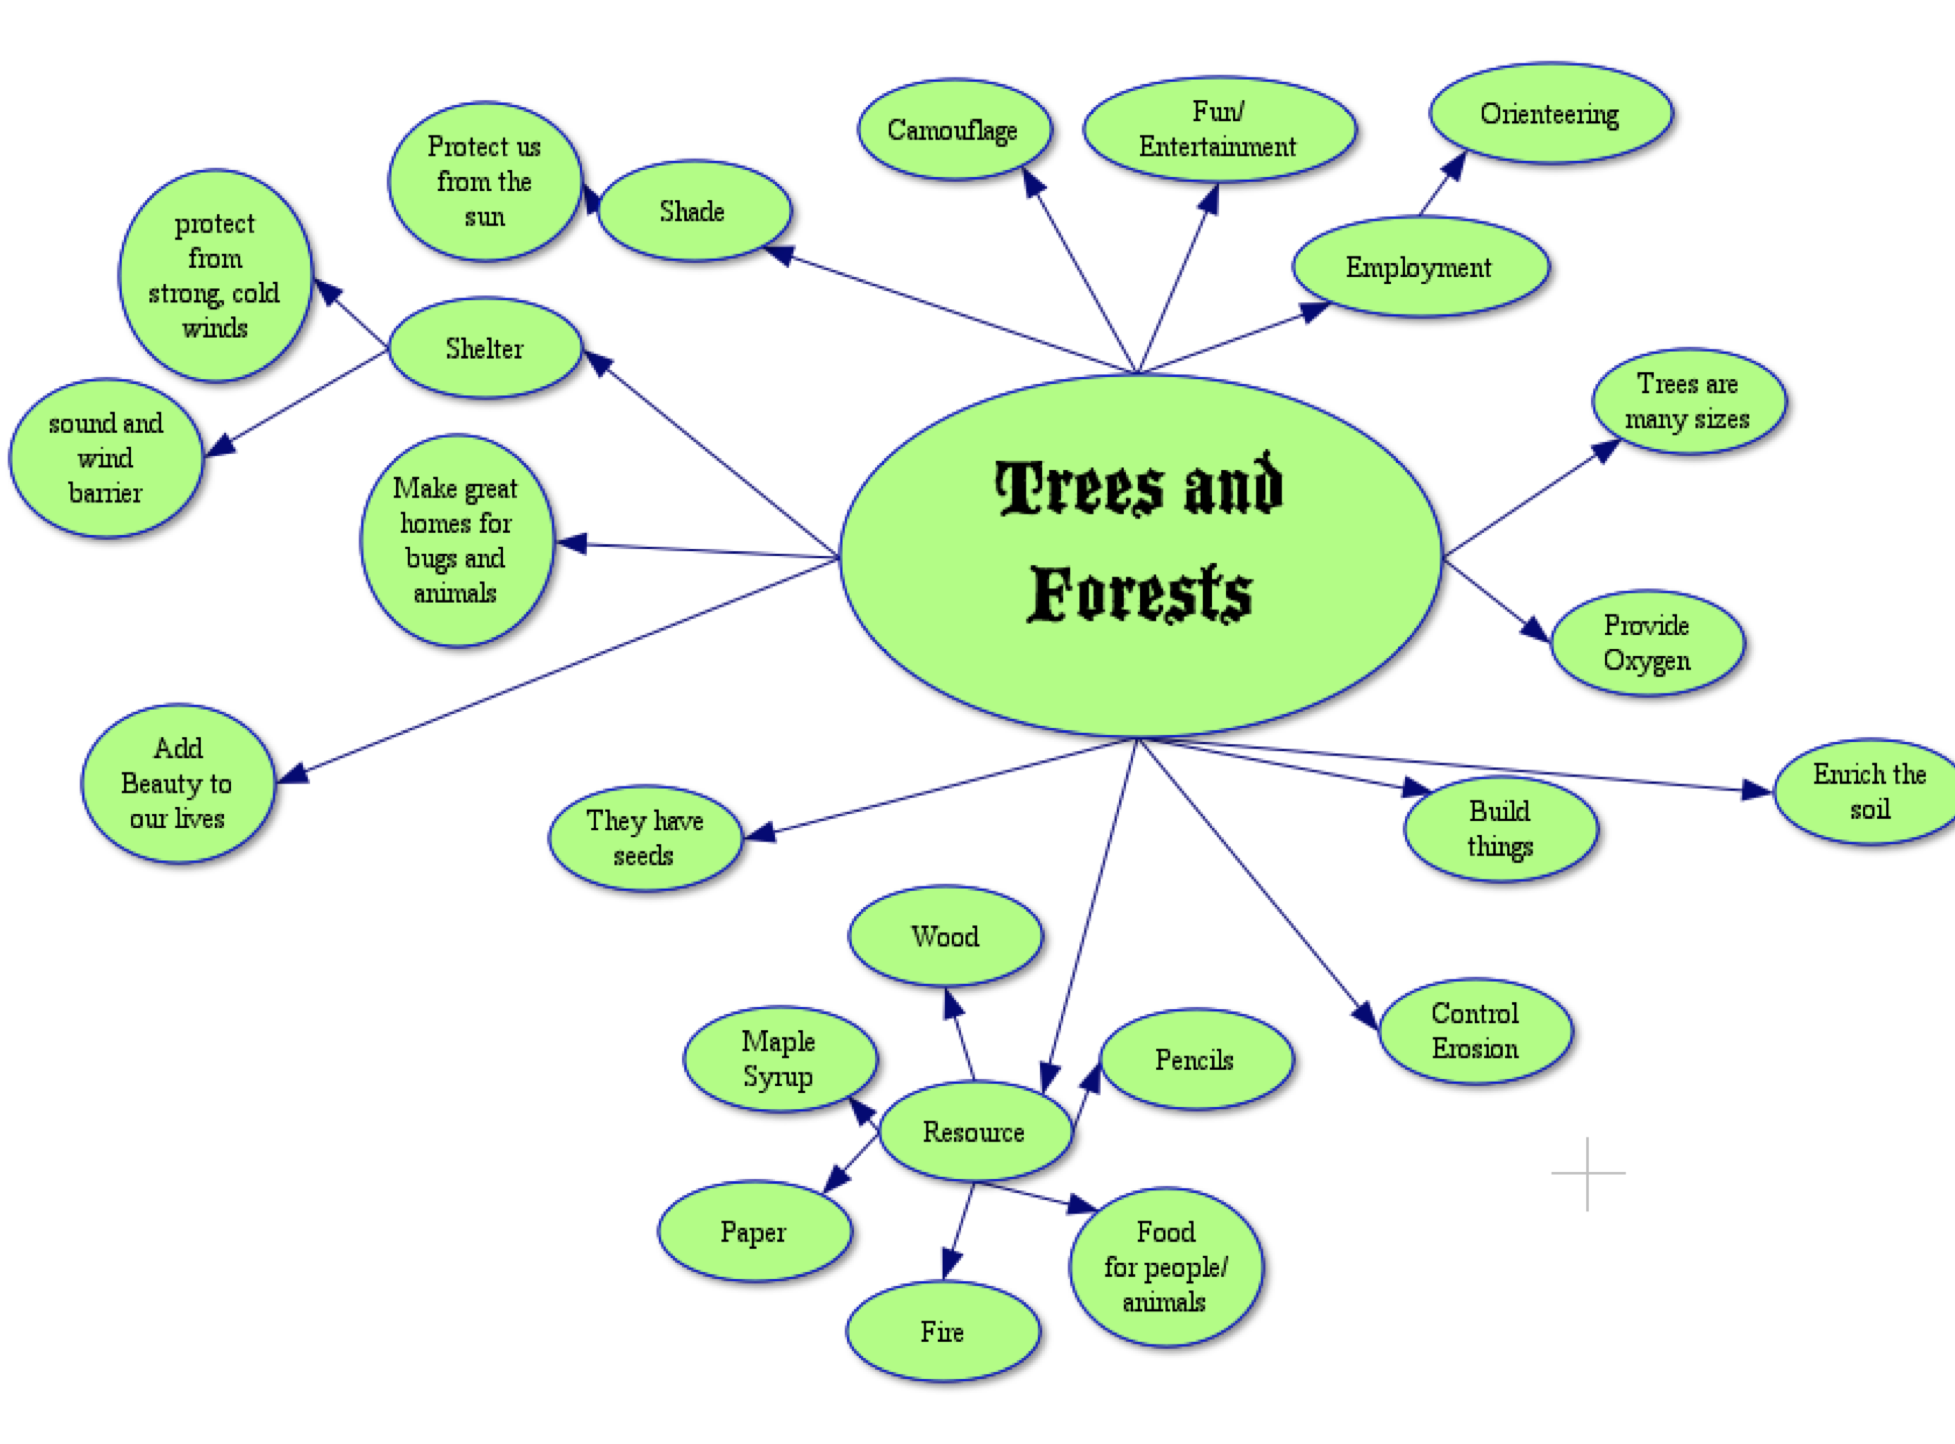 Trees and
Forests
Camouflage
Fun/
Entertainment
Orienteering
Employment
Protect us
from the
sun
Shade
protect
from
strong, cold
winds
Shelter
sound and
wind
barrier
Make great
homes for
bugs and
animals
Trees are
many sizes
Provide
Oxygen
Add
Beauty to
our lives
They have
seeds
Build
things
Enrich the
soil
Wood
Maple
Syrup
Pencils
Control
Erosion
Resource
Paper
Food
for people/
animals
Fire